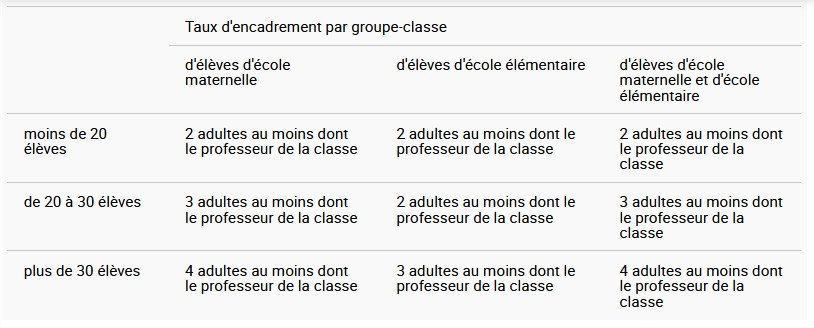 Taux d'encadrement par groupe-classe
d'élèves d'école
maternelle
d'élèves d'école élémentaire
d'élèves d'école
maternelle et d'école
élémentaire
moins de 20
élèves
2 adultes au moins dont
le professeur de la classe
2 adultes au moins dont le
professeur de la classe
2 adultes au moins dont
le professeur de la
classe
de 20 à 30 élèves
3 adultes au moins dont
le professeur de la classe
2 adultes au moins dont le
professeur de la classe
3 adultes au moins dont
le professeur de la
classe
plus de 30 élèves
4 adultes au moins dont
le professeur de la classe
3 adultes au moins dont le
professeur de la classe
4 adultes au moins dont
le professeur de la
classe